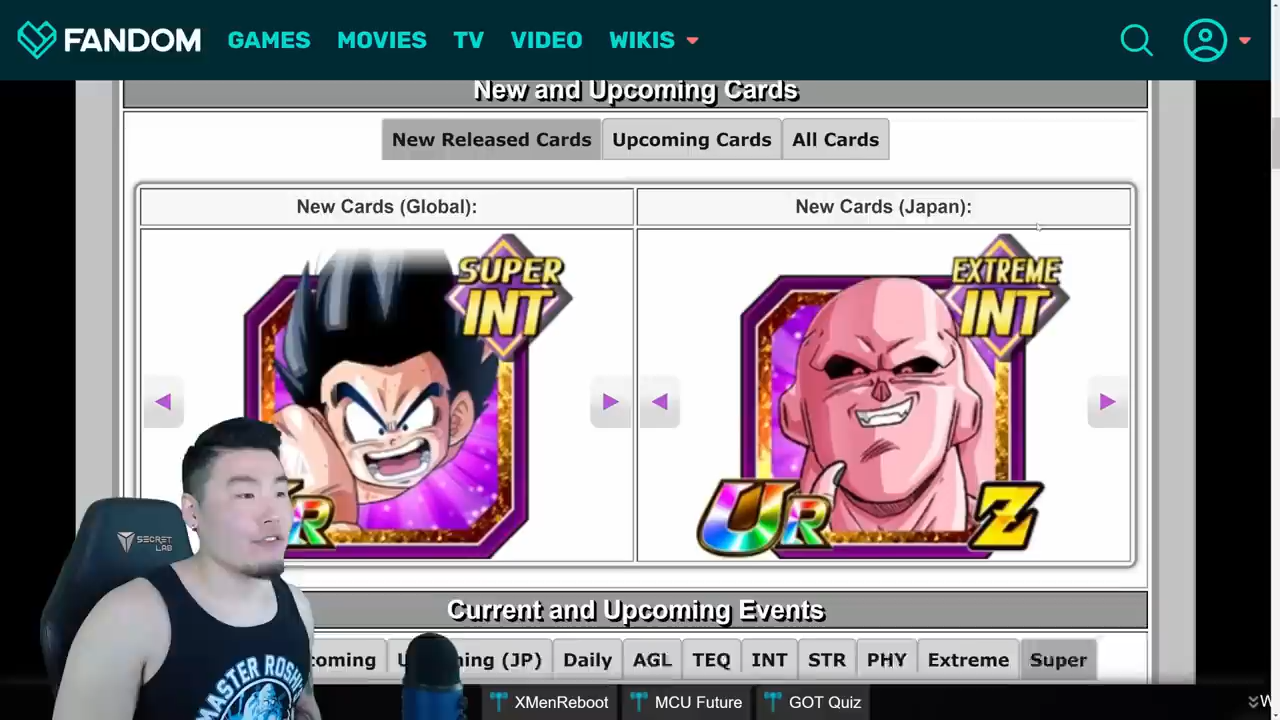 FANDOM GAMES MOVIES TV VIDEO WIKIS
New and Upcoming Cards
New Released Cards Upcoming Cards All Cards
New Cards (Global): New Cards (Japan):
SUPER INT
EXTREME INT
R
UR Z
SECRET LAB
Current and Upcoming Events
coming U ing (JP) Daily AGL TEQ INT STR PHY Extreme Super
MASTER ROSHI
XMenReboot MCU Future GOT Quiz